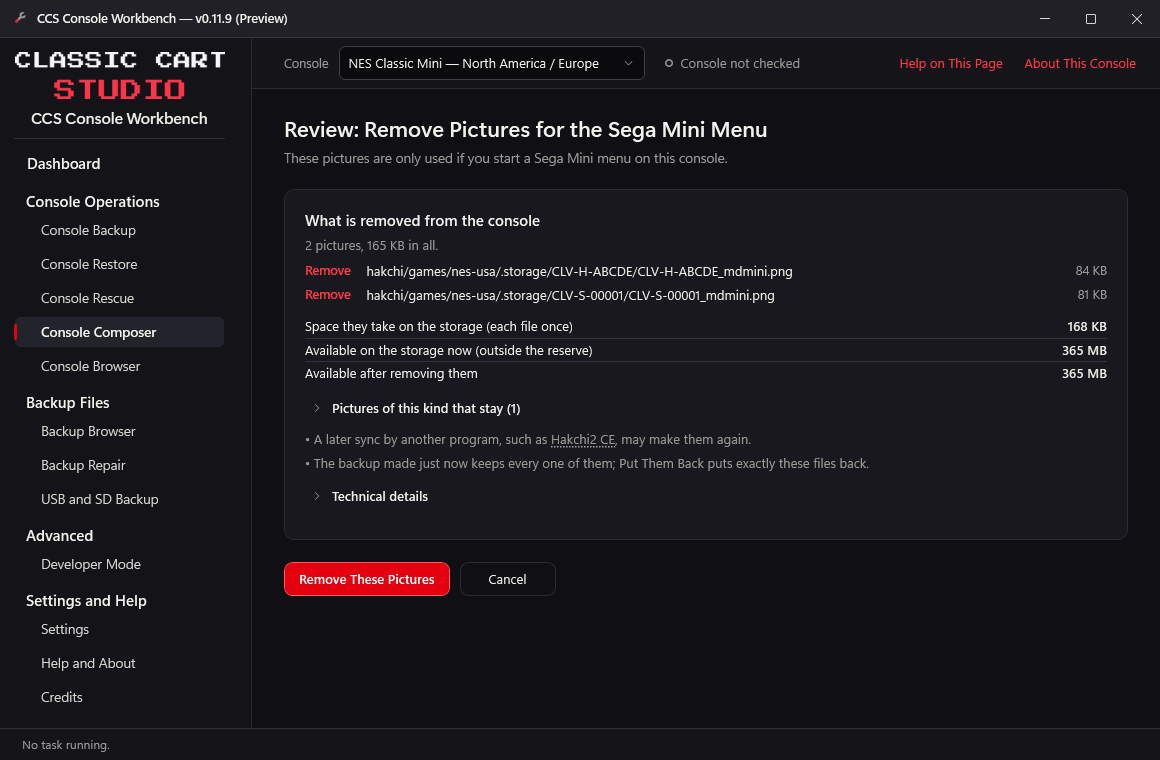 CCS Console Workbench — v0.11.9 (Preview)
CLASSIC CART
STUDIO
CCS Console Workbench
Dashboard
Console Operations
Console Backup
Console Restore
Console Rescue
Console Composer
Console Browser
Backup Files
Backup Browser
Backup Repair
USB and SD Backup
Advanced
Developer Mode
Settings and Help
Settings
Help and About
Credits
Console NES Classic Mini — North America / Europe Console not checked Help on This Page About This Console
Review: Remove Pictures for the Sega Mini Menu
These pictures are only used if you start a Sega Mini menu on this console.
What is removed from the console
2 pictures, 165 KB in all.
Remove hakchi/games/nes-usa/.storage/CLV-H-ABCDE/CLV-H-ABCDE_mdmini.png 84 KB
Remove hakchi/games/nes-usa/.storage/CLV-S-00001/CLV-S-00001_mdmini.png 81 KB
Space they take on the storage (each file once) 168 KB
Available on the storage now (outside the reserve) 365 MB
Available after removing them 365 MB
Pictures of this kind that stay (1)
• A later sync by another program, such as Hakchi2 CE, may make them again.
• The backup made just now keeps every one of them; Put Them Back puts exactly these files back.
Technical details
Remove These Pictures Cancel
No task running.